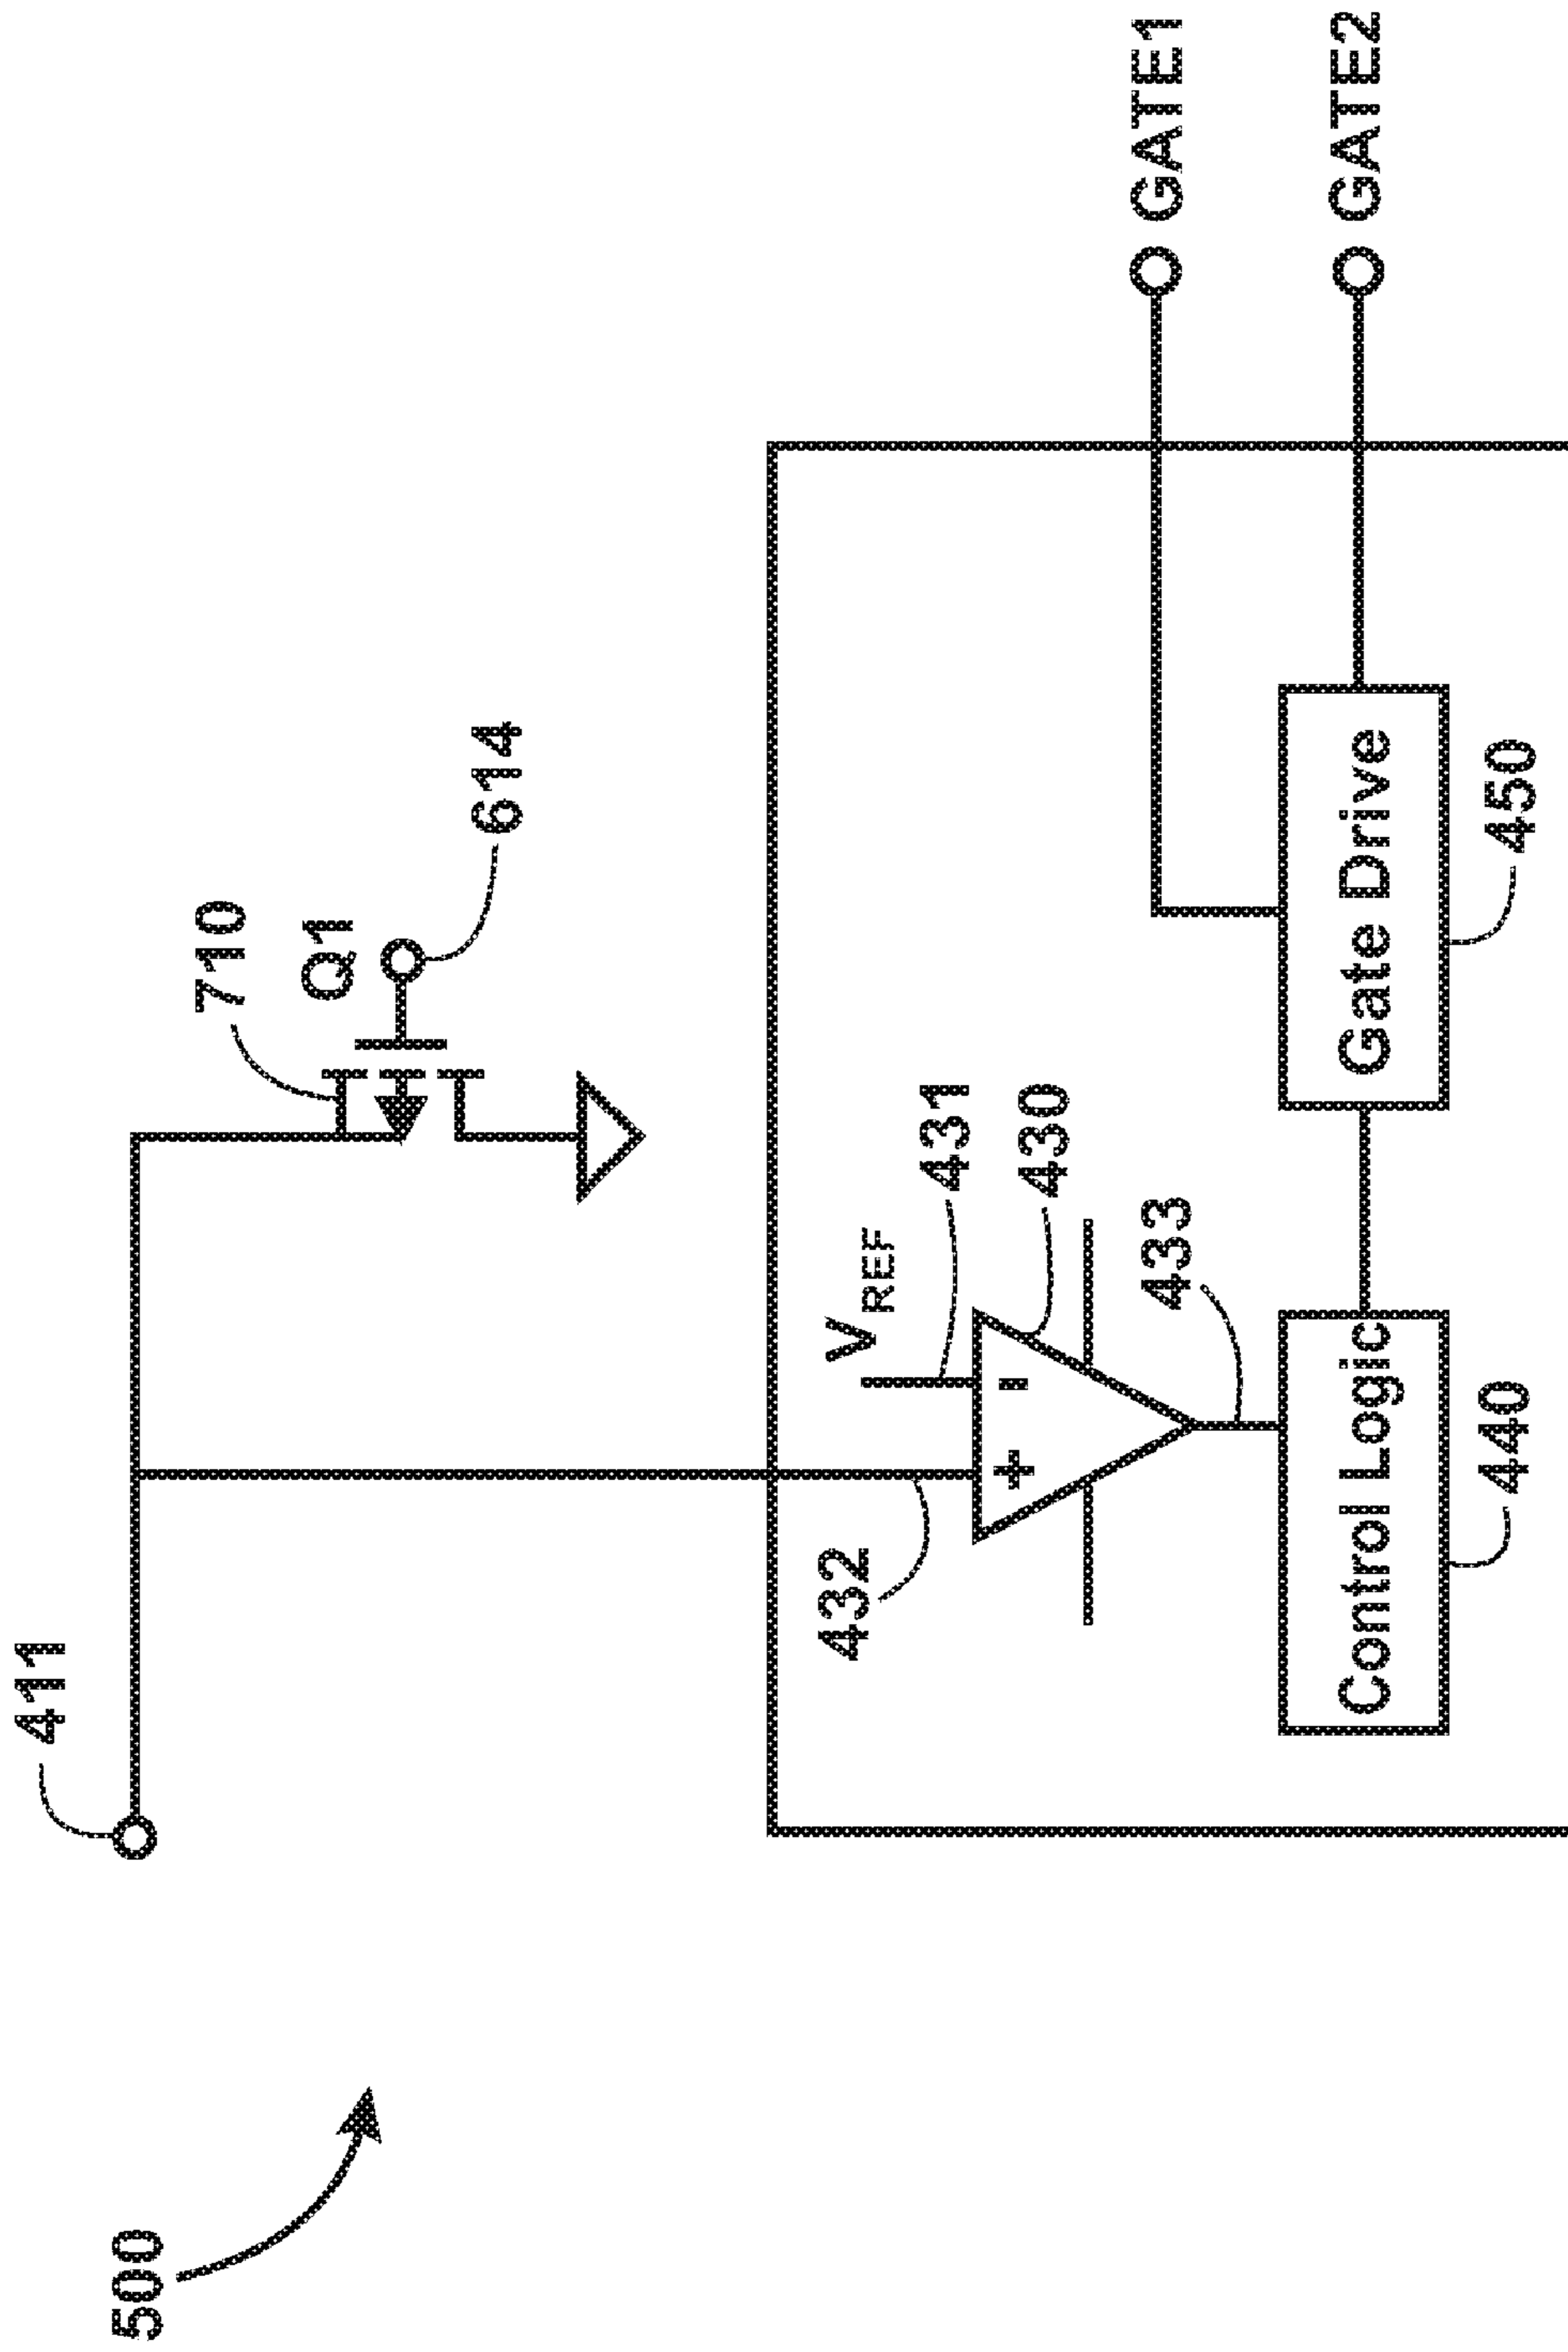 500
411
710
Q1
614
432
VREF
431
430
433
Control Logic
440
Gate Drive
450
GATE1
GATE2
+
-